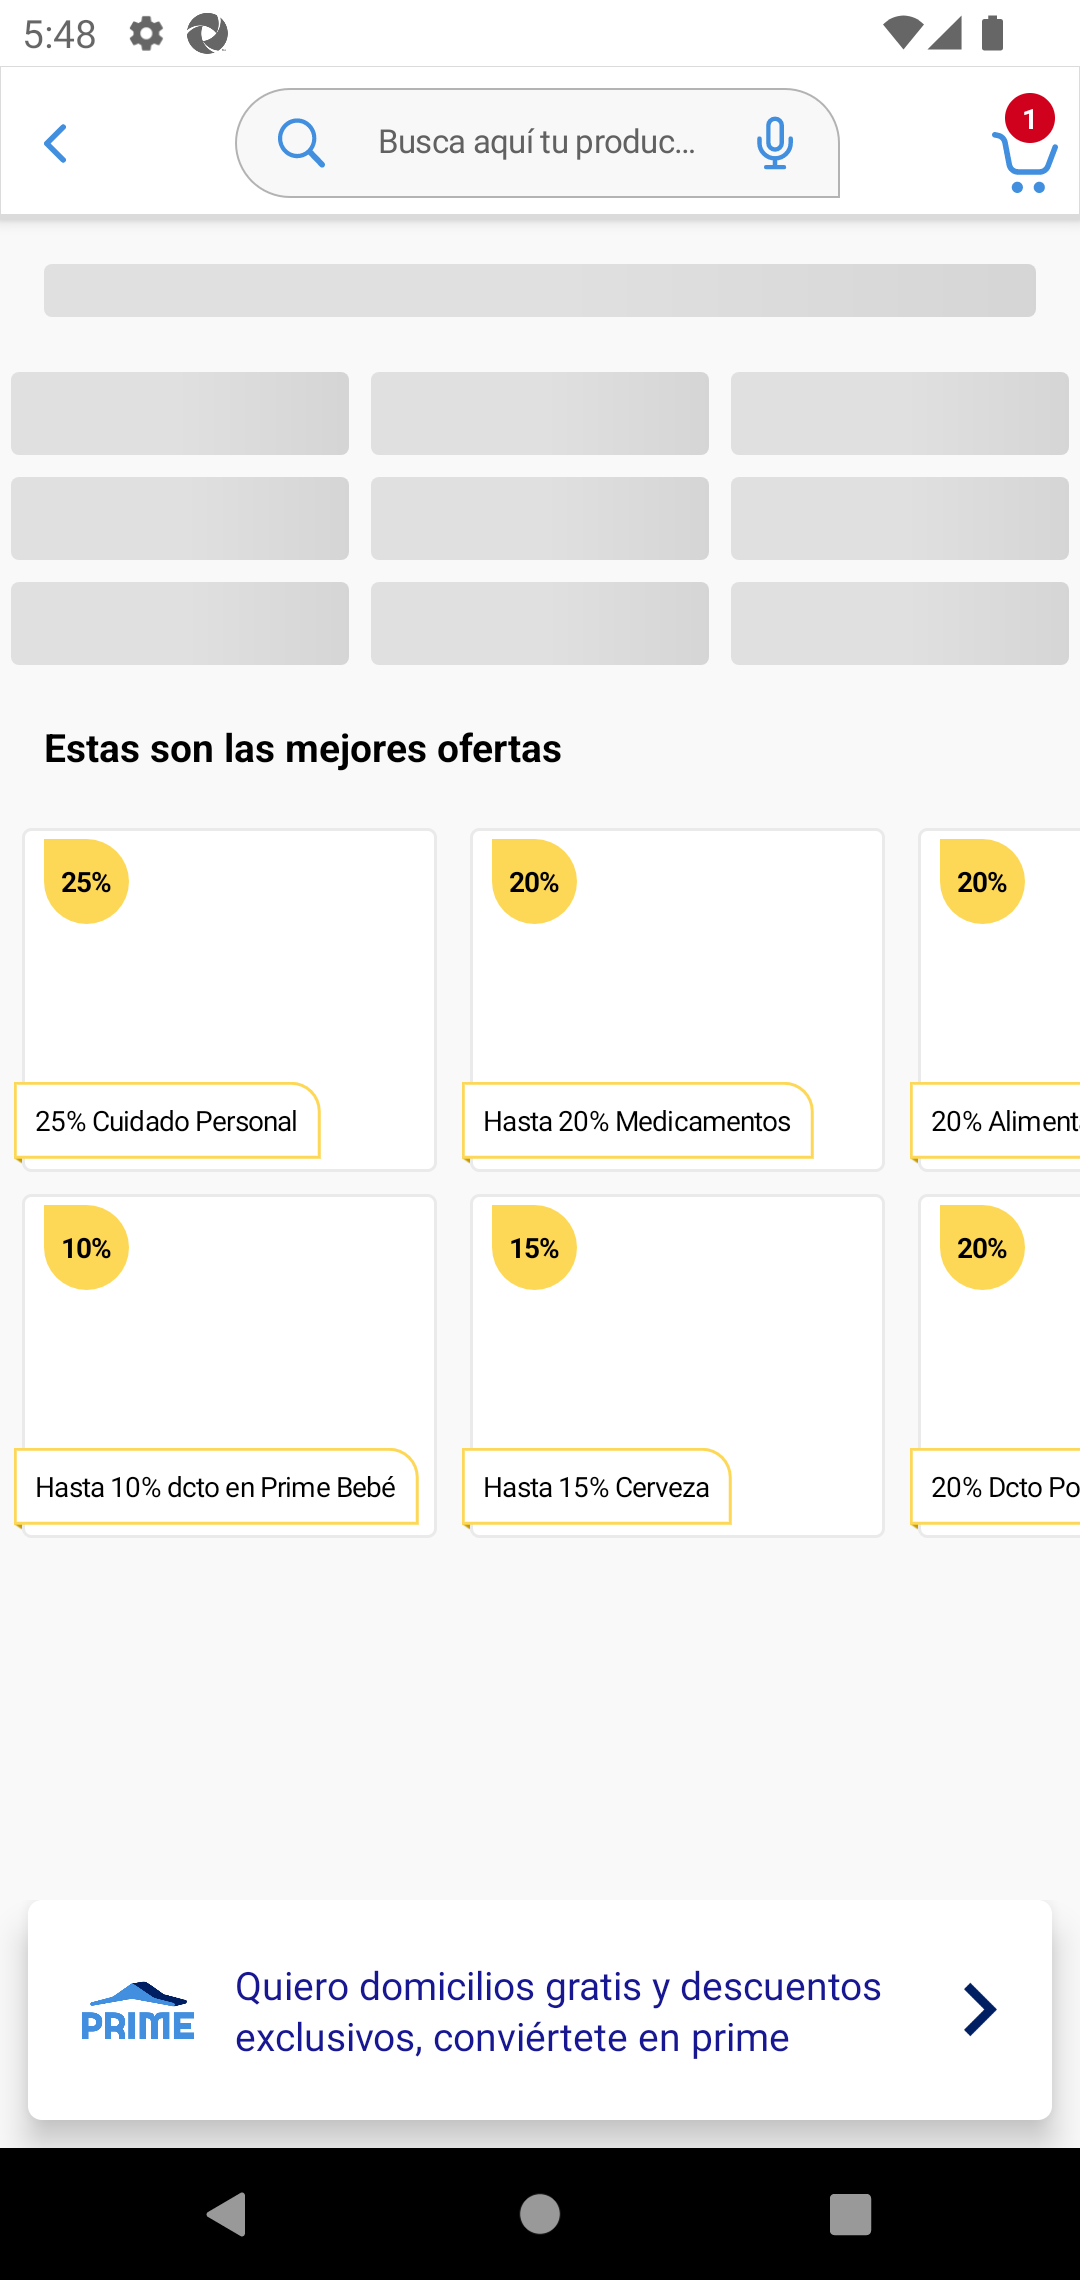 5:48
Busca aquí tu produc...
1
Estas son las mejores ofertas
25%
20%
20%
25% Cuidado Personal
Hasta 20% Medicamentos
20% Aliment
10%
15%
20%
Hasta 10% dcto en Prime Bebé
Hasta 15% Cerveza
20% Dcto Po
PRIME
Quiero domicilios gratis y descuentos
exclusivos, conviértete en prime